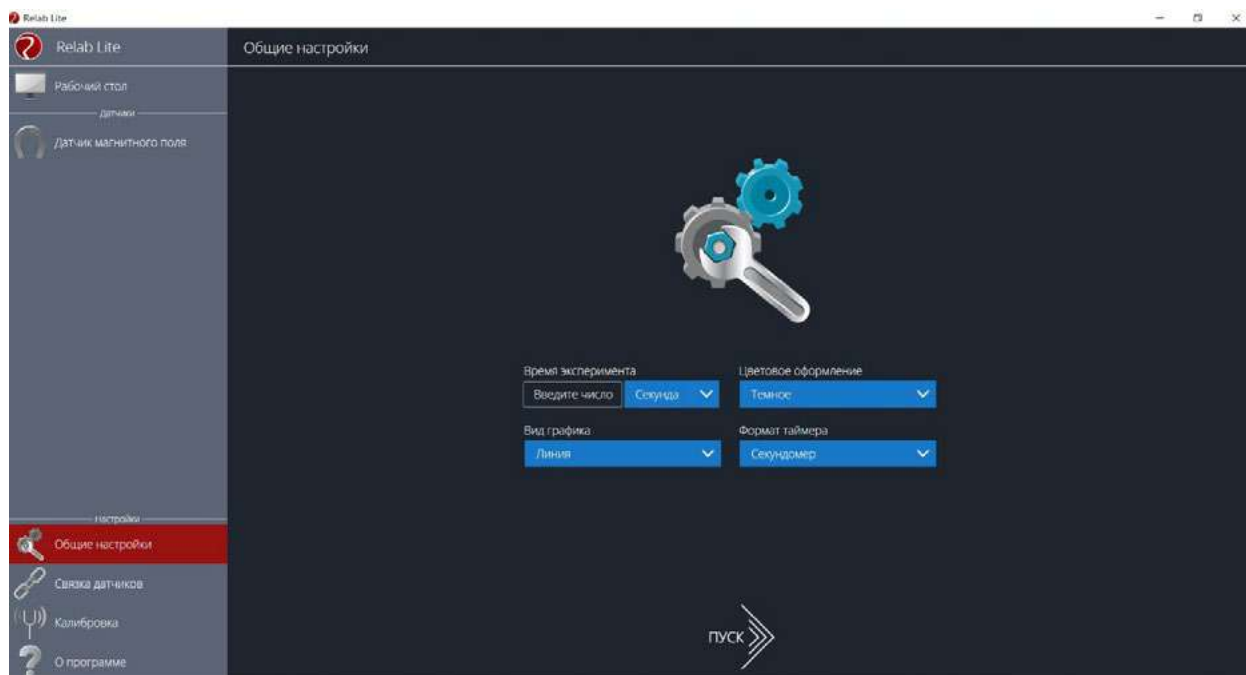 Relab Lite
Relab Lite
Общие настройки
Рабочий стол
Датчики
Датчик магнитного поля
Время эксперимента
Цветовое оформление
Введите число
Секунда
Темное
Вид графика
Формат таймера
Линия
Секундомер
Настройки
Общие настройки
Связка датчиков
Калибровка
ПУСК
О программе